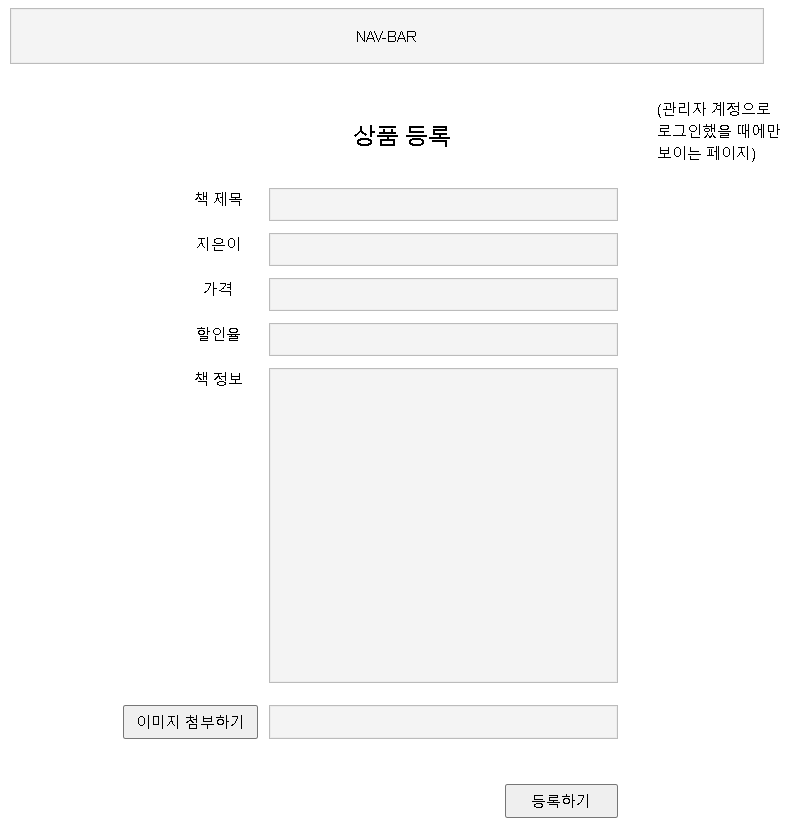 NAV-BAR
(관리자 계정으로
로그인했을 때에만
보이는 페이지)
상품 등록
책 제목
지은이
가격
할인율
책 정보
이미지 첨부하기
등록하기